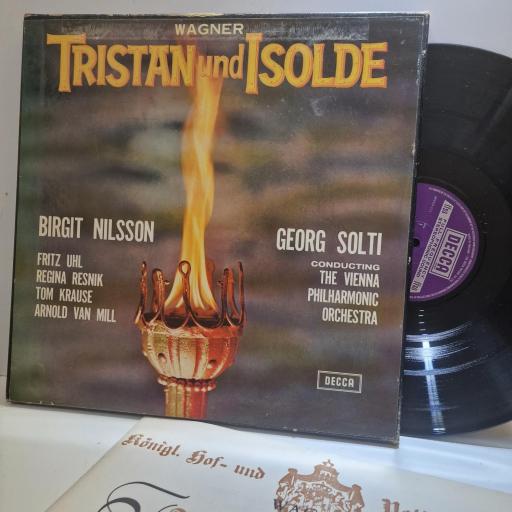 WAGNER
TRISTAN und ISOLDE
BIRGIT NILSSON
FRITZ UHL
REGINA RESNIK
TOM KRAUSE
ARNOLD VAN MILL
GEORG SOLTI
CONDUCTING
THE VIENNA
PHILHARMONIC
ORCHESTRA
DECCA
DECCA
Königl. Hof- und